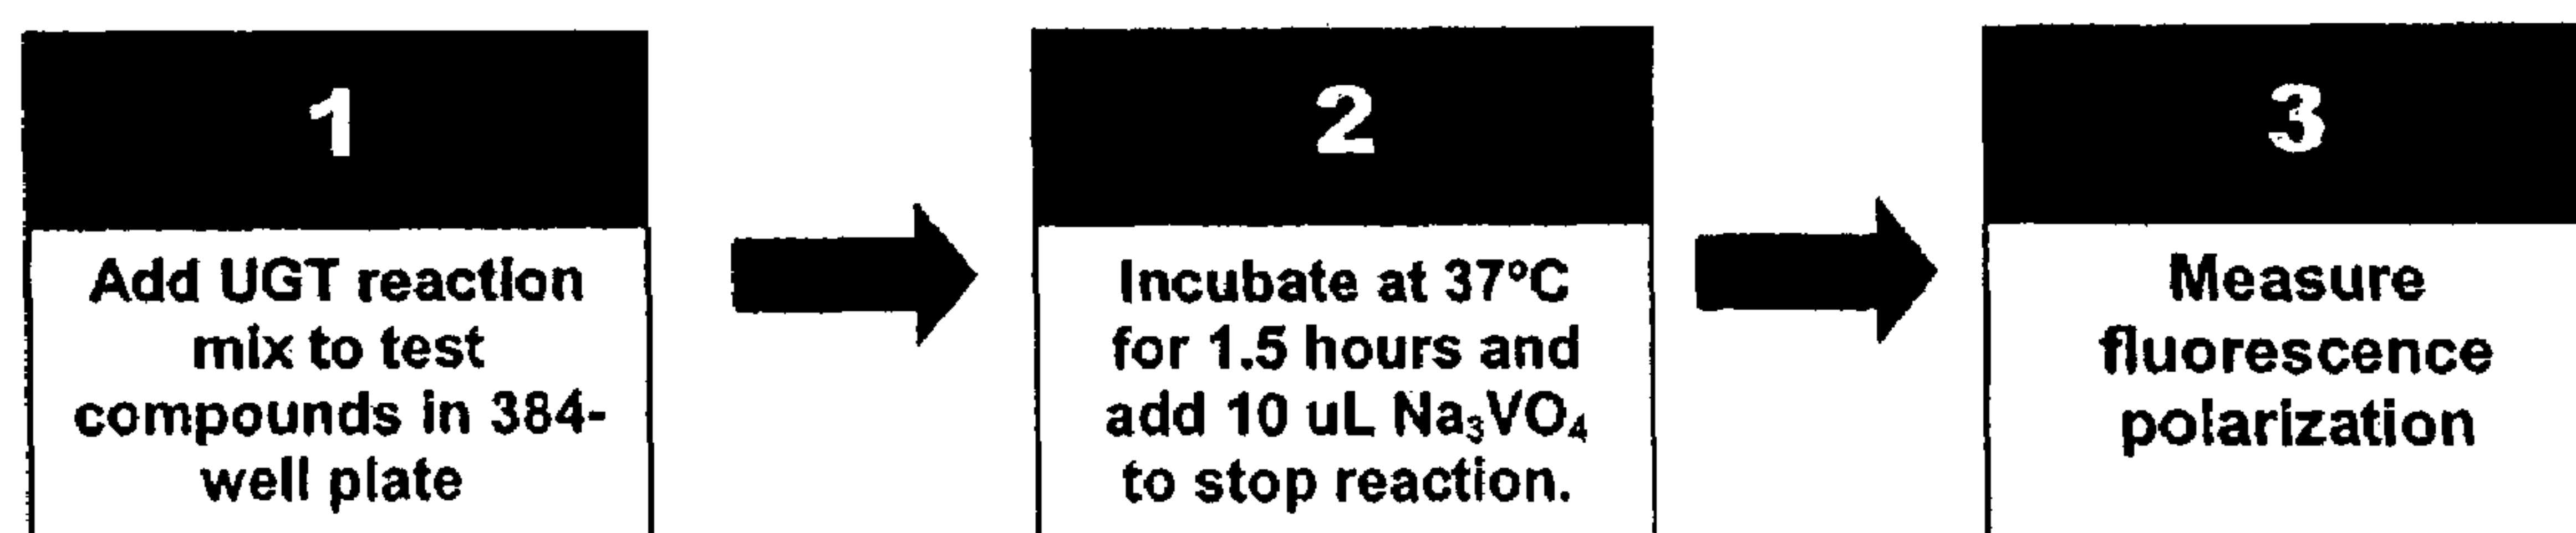 1
Add UGT reaction
mix to test
compounds in 384-
well plate
2
Incubate at 37ºC
for 1.5 hours and
add 10 uL Na₃VO₄
to stop reaction.
3
Measure
fluorescence
polarization